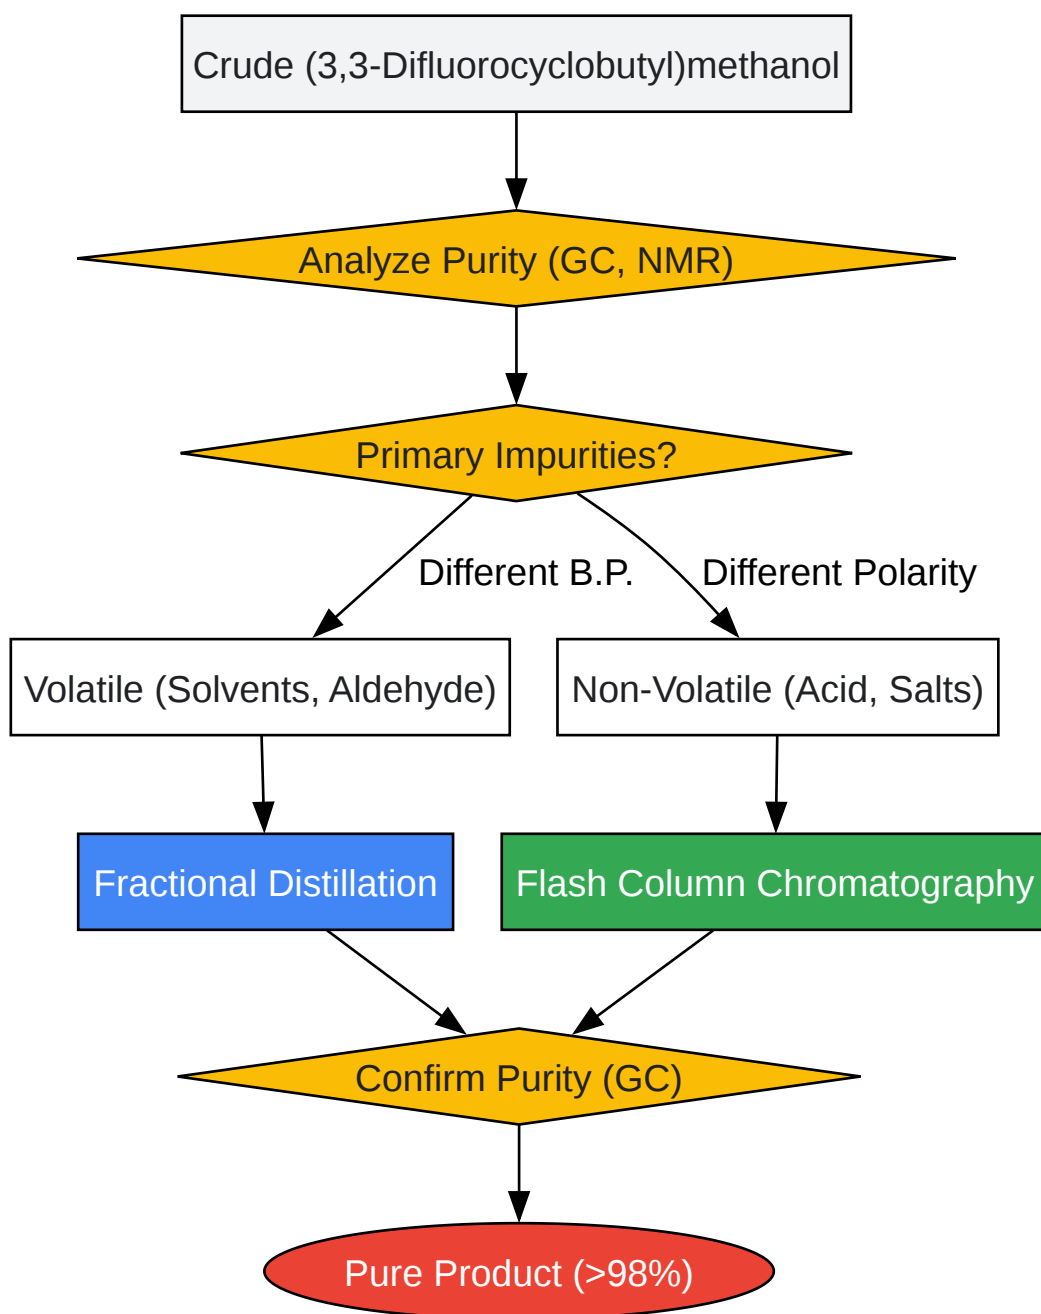 Crude (3,3-Difluorocyclobutyl)methanol
Analyze Purity (GC, NMR)
Primary Impurities?
Different B.P.
Different Polarity
Volatile (Solvents, Aldehyde)
Non-Volatile (Acid, Salts)
Fractional Distillation
Flash Column Chromatography
Confirm Purity (GC)
Pure Product (>98%)